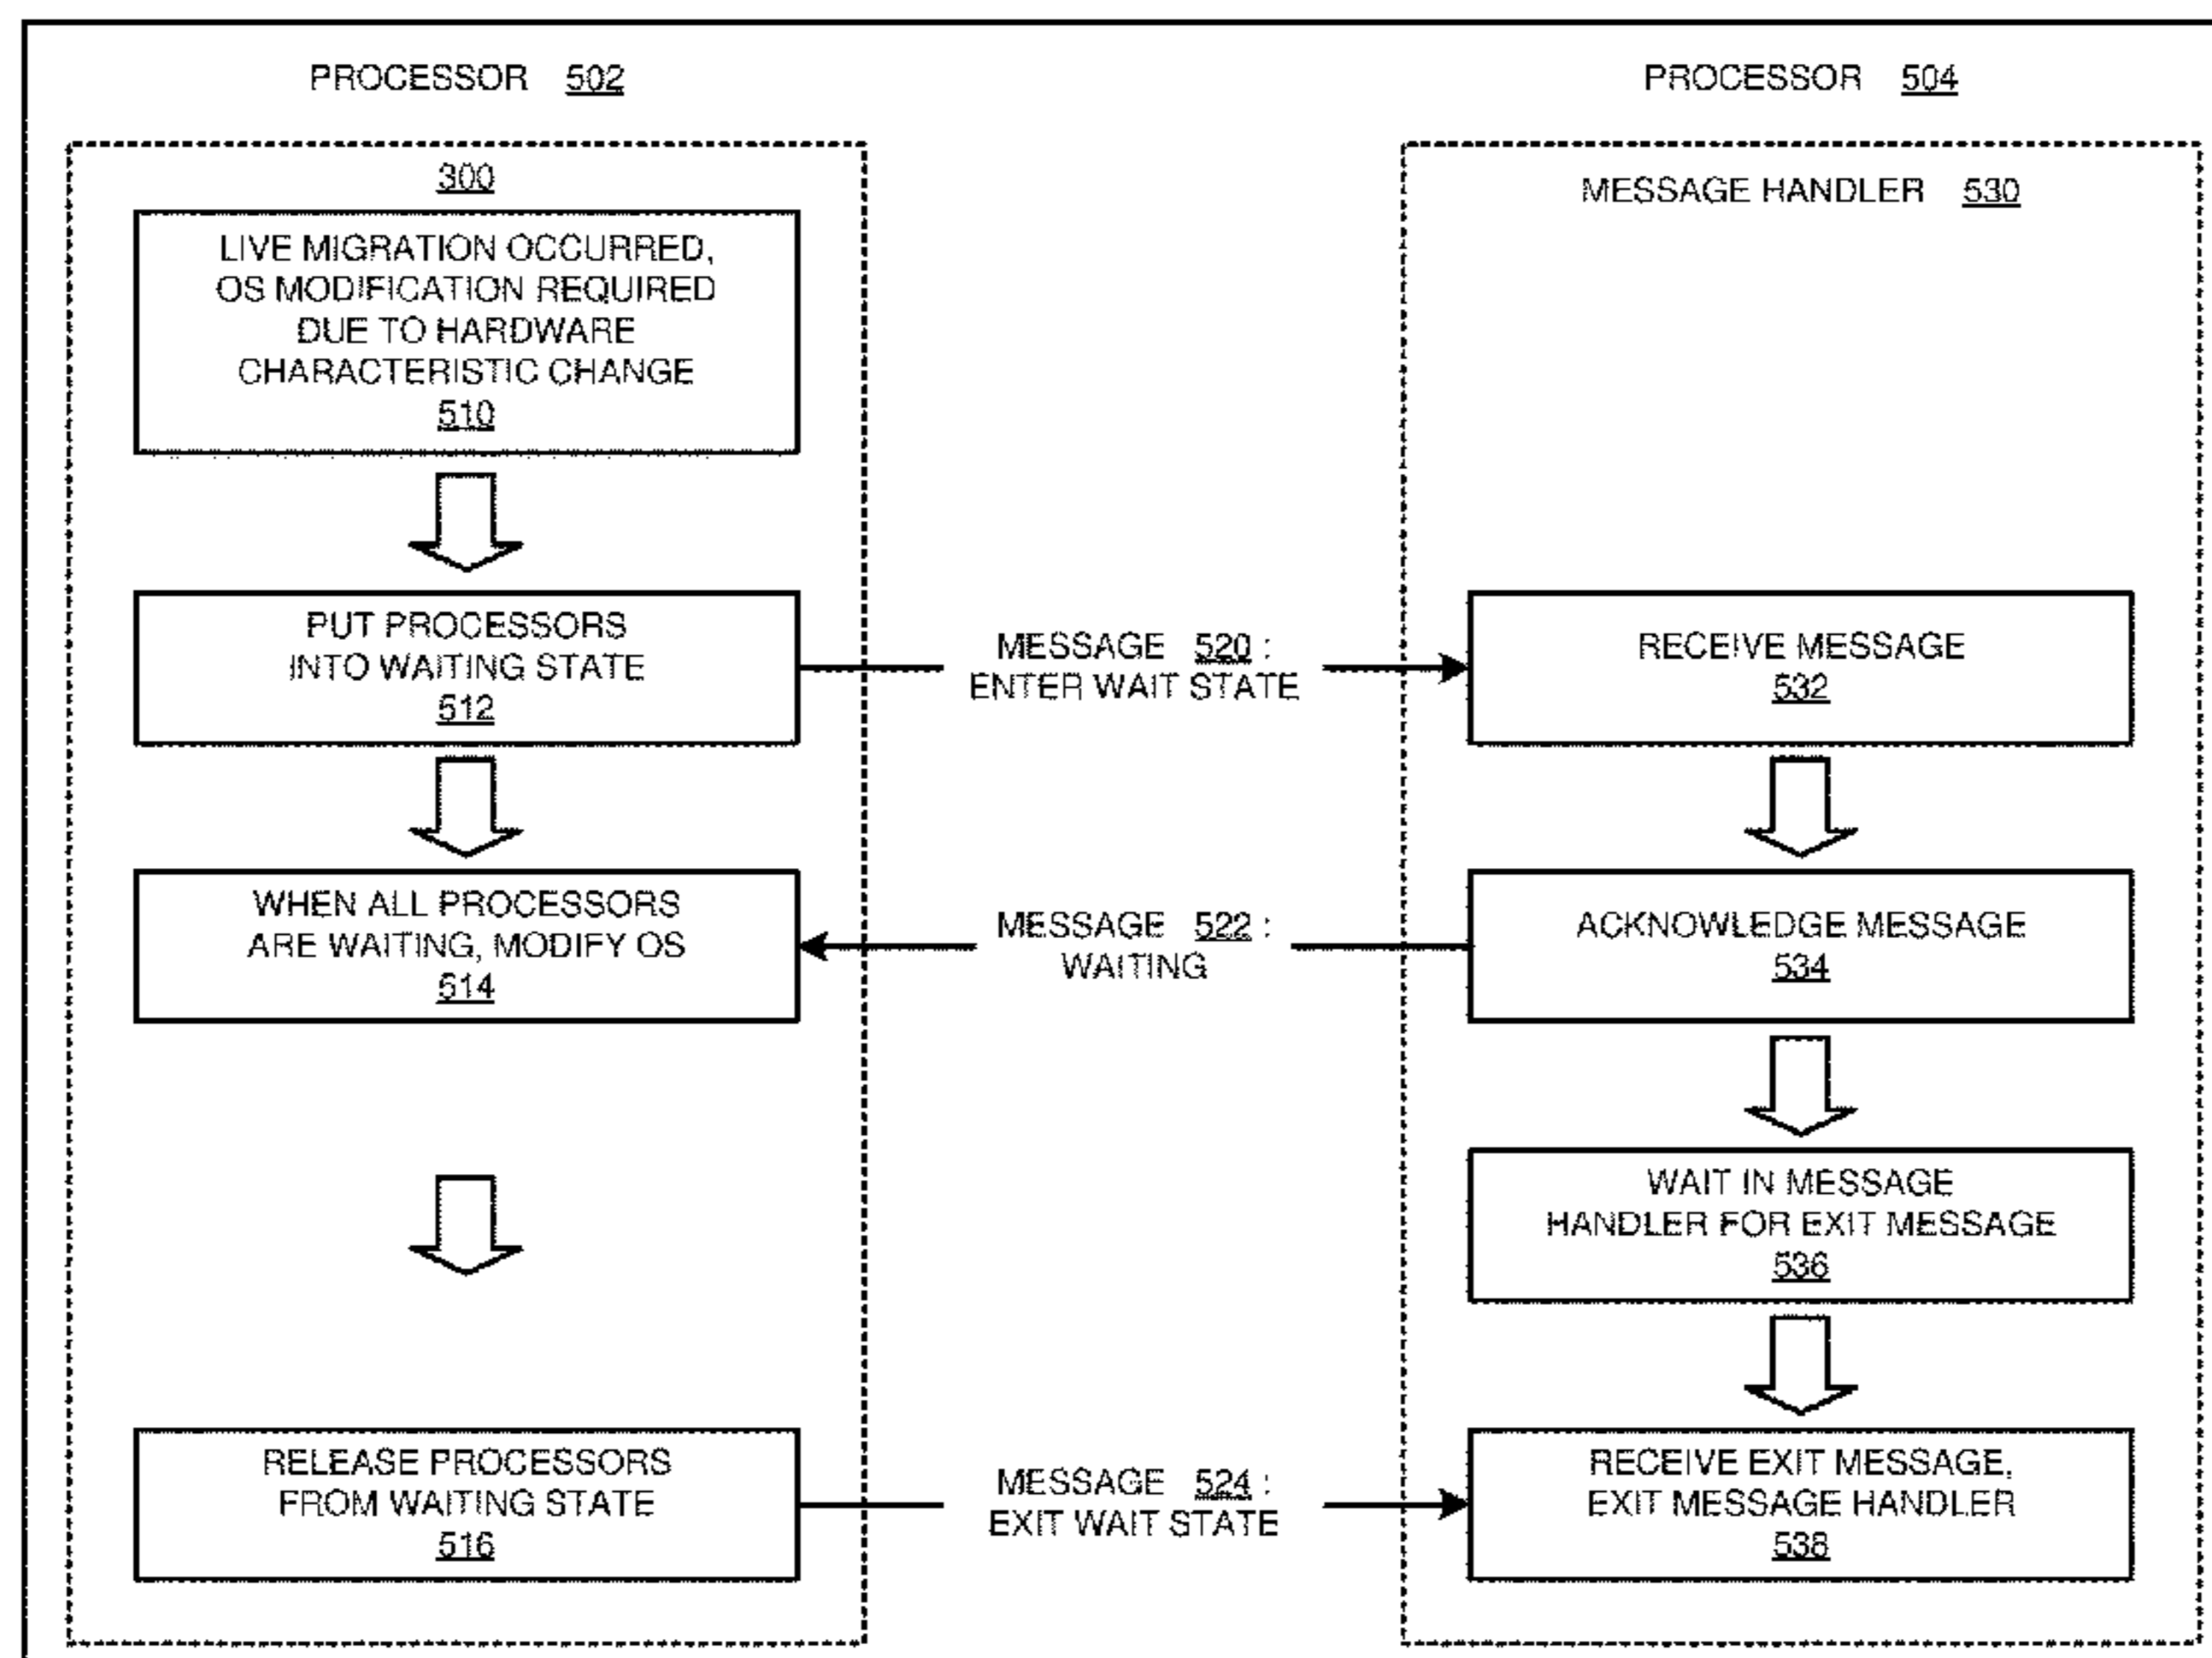 PROCESSOR 502
PROCESSOR 504
300
LIVE MIGRATION OCCURRED,
OS MODIFICATION REQUIRED
DUE TO HARDWARE
CHARACTERISTIC CHANGE
510
PUT PROCESSORS
INTO WAITING STATE
512
WHEN ALL PROCESSORS
ARE WAITING, MODIFY OS
514
RELEASE PROCESSORS
FROM WAITING STATE
516
MESSAGE 520 :
ENTER WAIT STATE
MESSAGE 522 :
WAITING
MESSAGE 524 :
EXIT WAIT STATE
MESSAGE HANDLER 530
RECEIVE MESSAGE
532
ACKNOWLEDGE MESSAGE
534
WAIT IN MESSAGE
HANDLER FOR EXIT MESSAGE
536
RECEIVE EXIT MESSAGE,
EXIT MESSAGE HANDLER
538